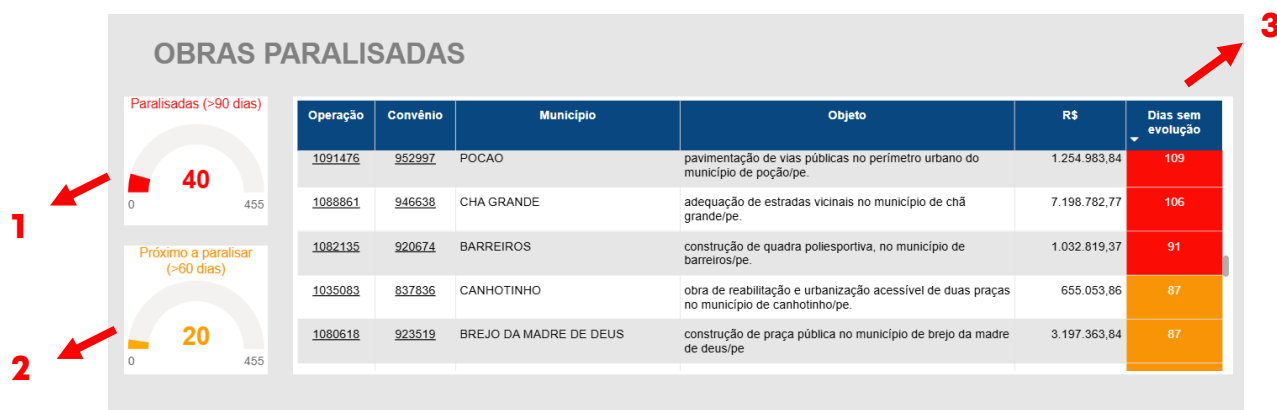 3
OBRAS PARALISADAS
Paralisadas (>90 dias)
40
0 455
1
Próximo a paralisar
(>60 dias)
20
0 455
2
Operação Convênio Município Objeto R$ Dias sem
evolução
1091476 952997 POCAO pavimentação de vias públicas no perímetro urbano do 1.254.983,84 109
município de poção/pe.
1088861 946638 CHA GRANDE adequação de estradas vicinais no município de chã 7.198.782,77 106
grande/pe.
1082135 920674 BARREIROS construção de quadra poliesportiva, no município de 1.032.819,37 91
barreiros/pe.
1035083 837836 CANHOTINHO obra de reabilitação e urbanização acessível de duas praças 655.053,86 87
no município de canhotinho/pe.
1080618 923519 BREJO DA MADRE DE DEUS construção de praça pública no município de brejo da madre 3.197.363,84 87
de deus/pe